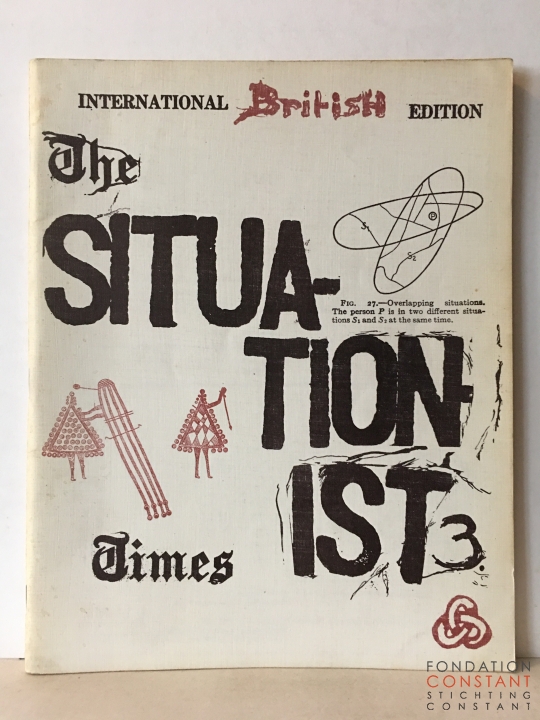 INTERNATIONAL British EDITION
The
SITUA-
S1
P
S2
FIG. 27.—Overlapping situations.
The person P is in two different situa-
tions S1 and S2 at the same time.
TION-
IST 3.
Times
FONDATION
CONSTANT
STICHTING
CONSTANT